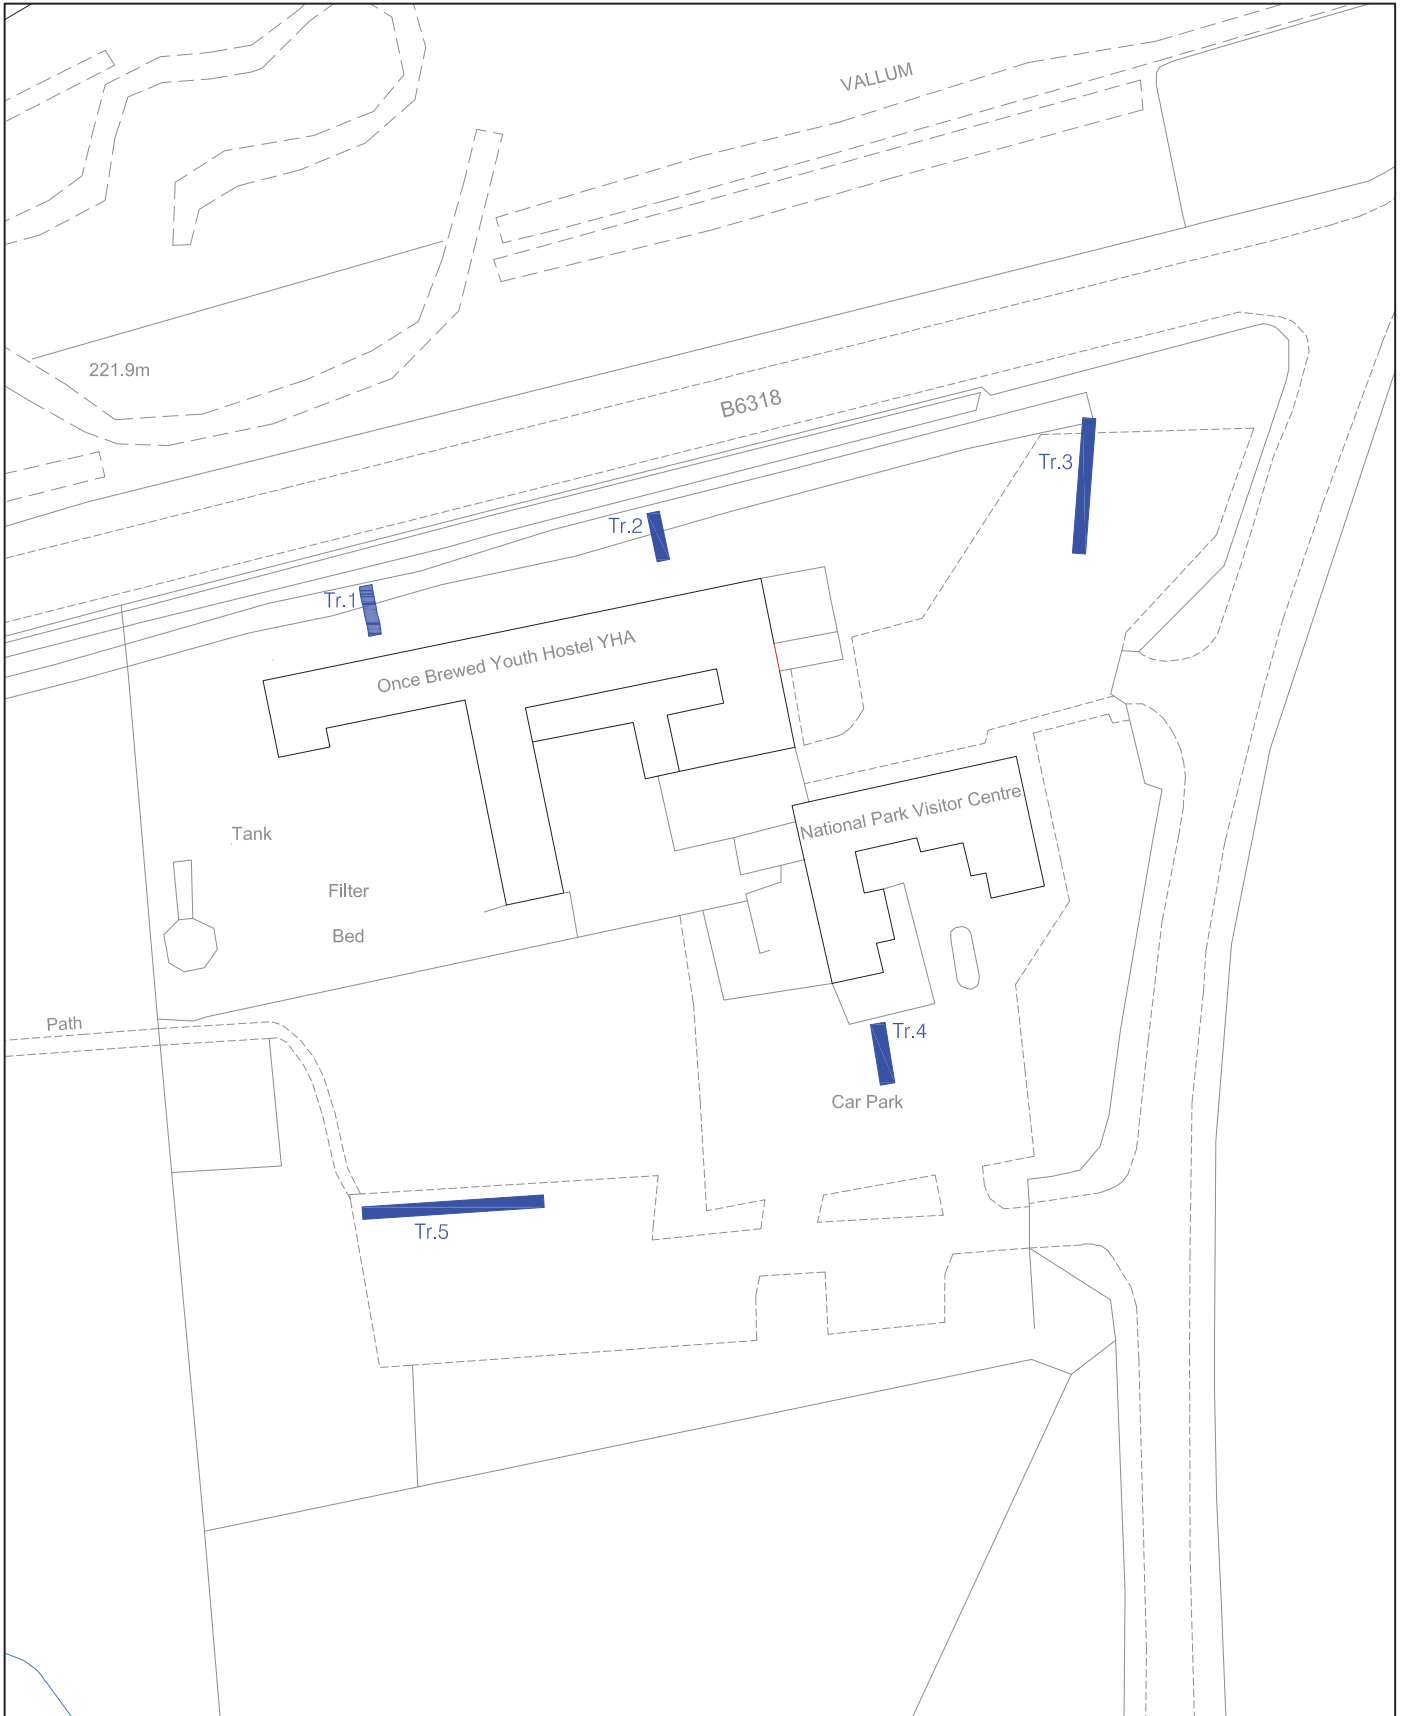 VALLUM
221.9m
B6318
Tr.3
Tr.2
Tr.1
Once Brewed Youth Hostel YHA
National Park Visitor Centre
Tank
Filter
Bed
Path
Tr.4
Car Park
Tr.5